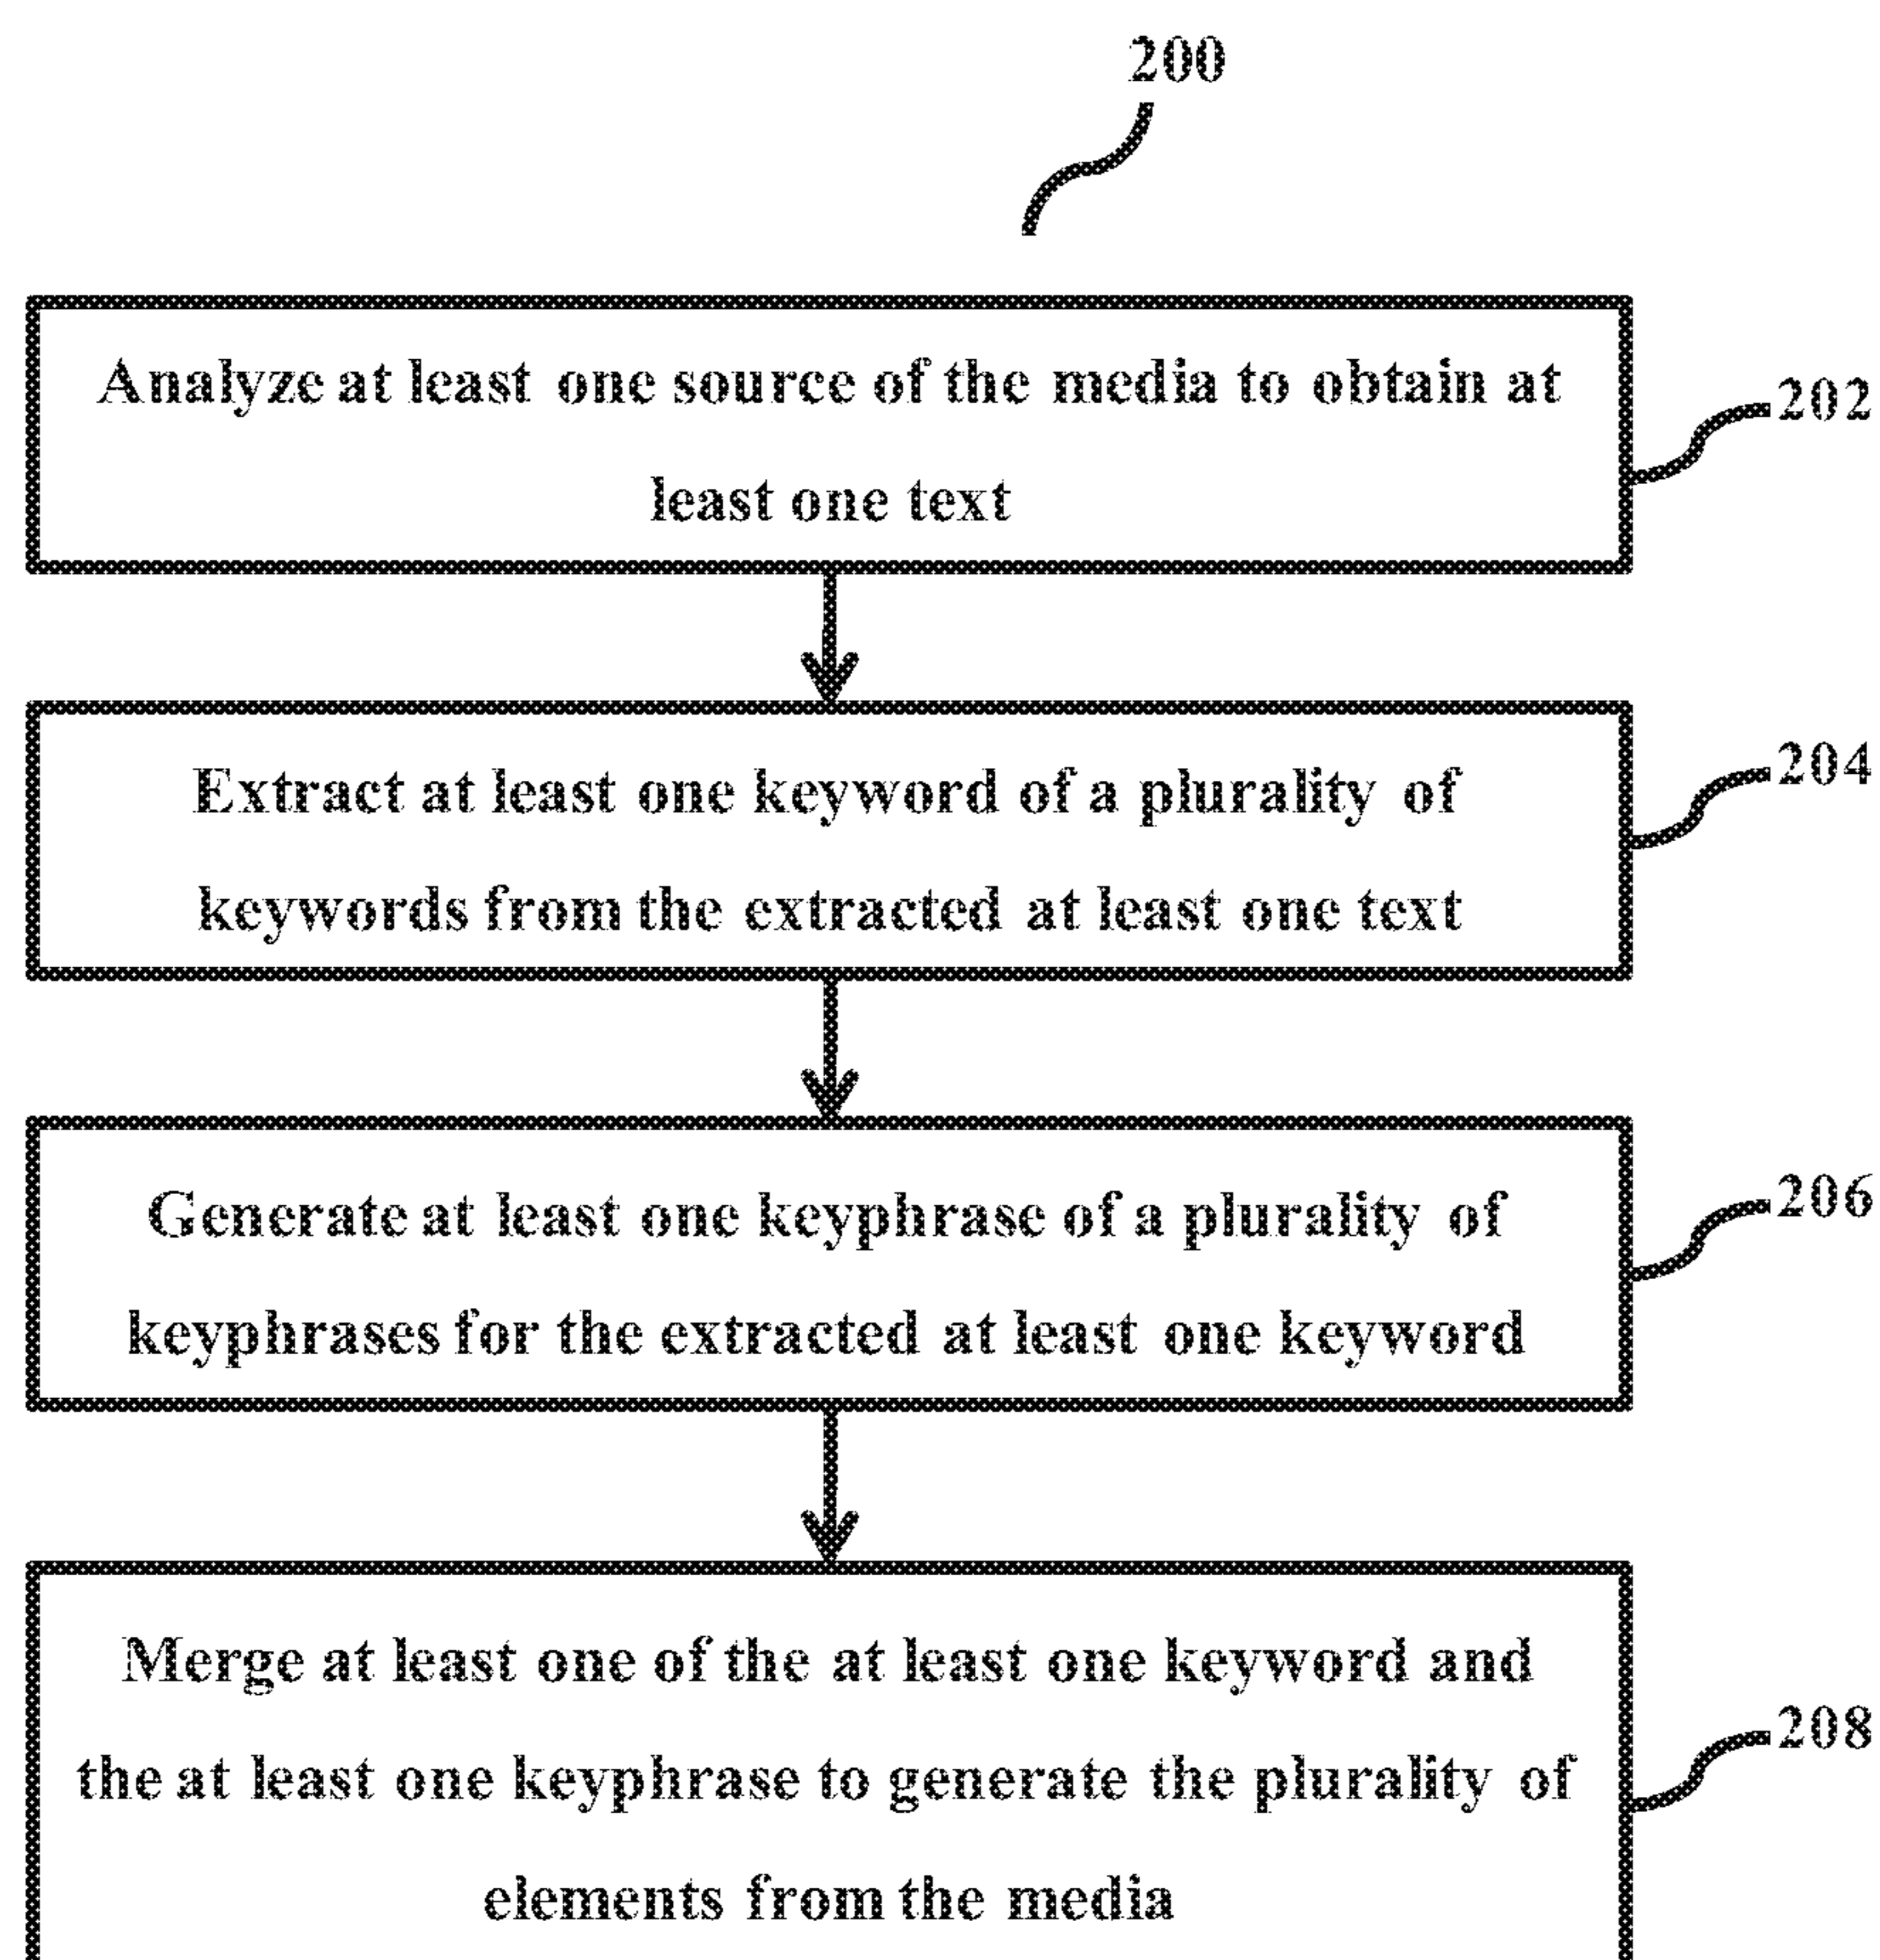 200
Analyze at least one source of the media to obtain at
least one text
202
Extract at least one keyword of a plurality of
keywords from the extracted at least one text
204
Generate at least one keyphrase of a plurality of
keyphrases for the extracted at least one keyword
206
Merge at least one of the at least one keyword and
the at least one keyphrase to generate the plurality of
elements from the media
208